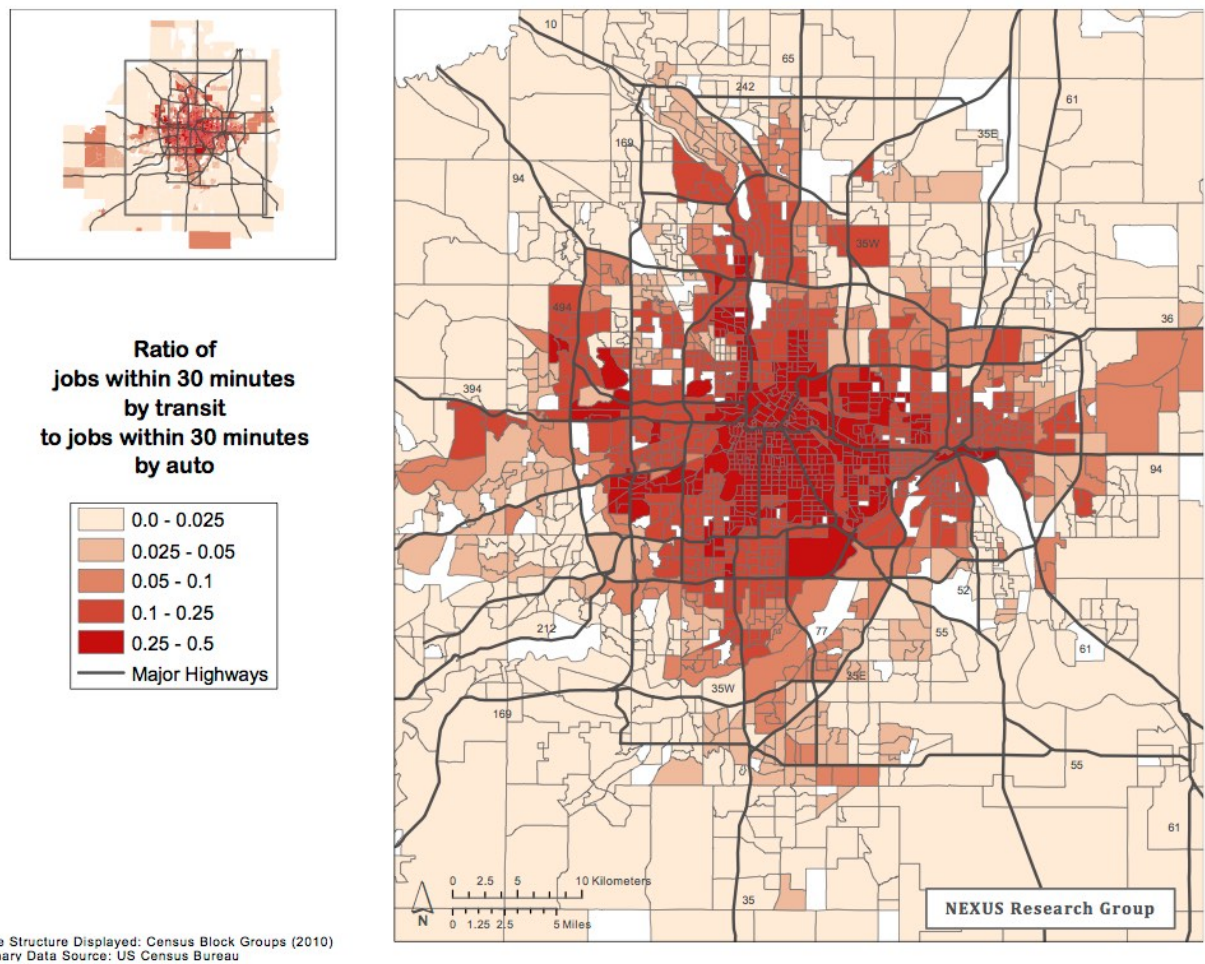 Ratio of
jobs within 30 minutes
by transit
to jobs within 30 minutes
by auto
0.0 - 0.025
0.025 - 0.05
0.05 - 0.1
0.1 - 0.25
0.25 - 0.5
Major Highways
e Structure Displayed: Census Block Groups (2010)
nary Data Source: US Census Bureau
10
65
242
61
35E
169
94
35W
494
36
394
94
52
212
77
55
61
35E
35W
169
55
61
0 2.5 5 10 Kilometers
N
0 1.25 2.5 5 Miles
35
NEXUS Research Group